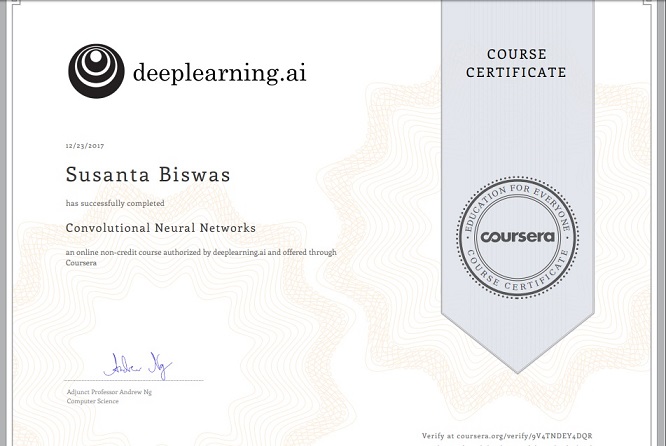 deeplearning.ai
COURSE
CERTIFICATE
12/23/2017
Susanta Biswas
has successfully completed
Convolutional Neural Networks
an online non-credit course authorized by deeplearning.ai and offered through
Coursera
EDUCATION FOR EVERYONE
coursera
COURSE CERTIFICATE
Andrew Ng
Adjunct Professor Andrew Ng
Computer Science
Verify at coursera.org/verify/9V4TNDEY4DQR